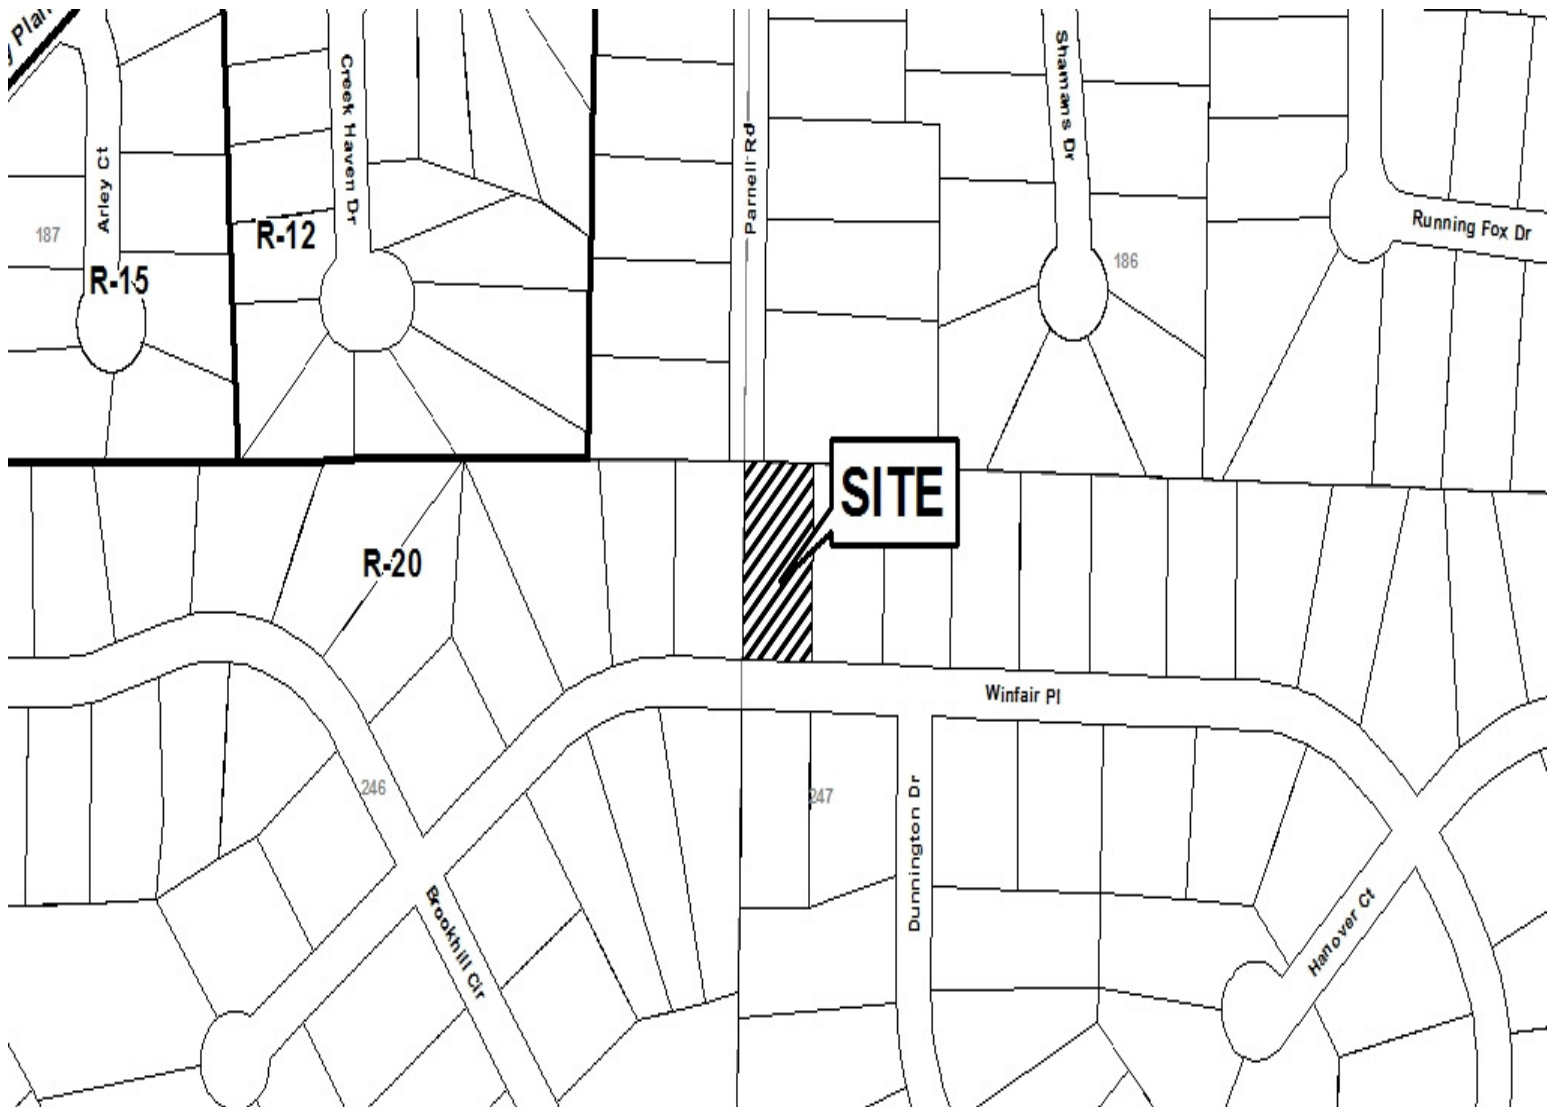 Arley Ct
Creek Haven Dr
Parnell Rd
Shamans Dr
Running Fox Dr
187
R-12
R-15
186
SITE
R-20
Winfair Pl
246
247
Dunnington Dr
Brookhill Cir
Hanover Ct